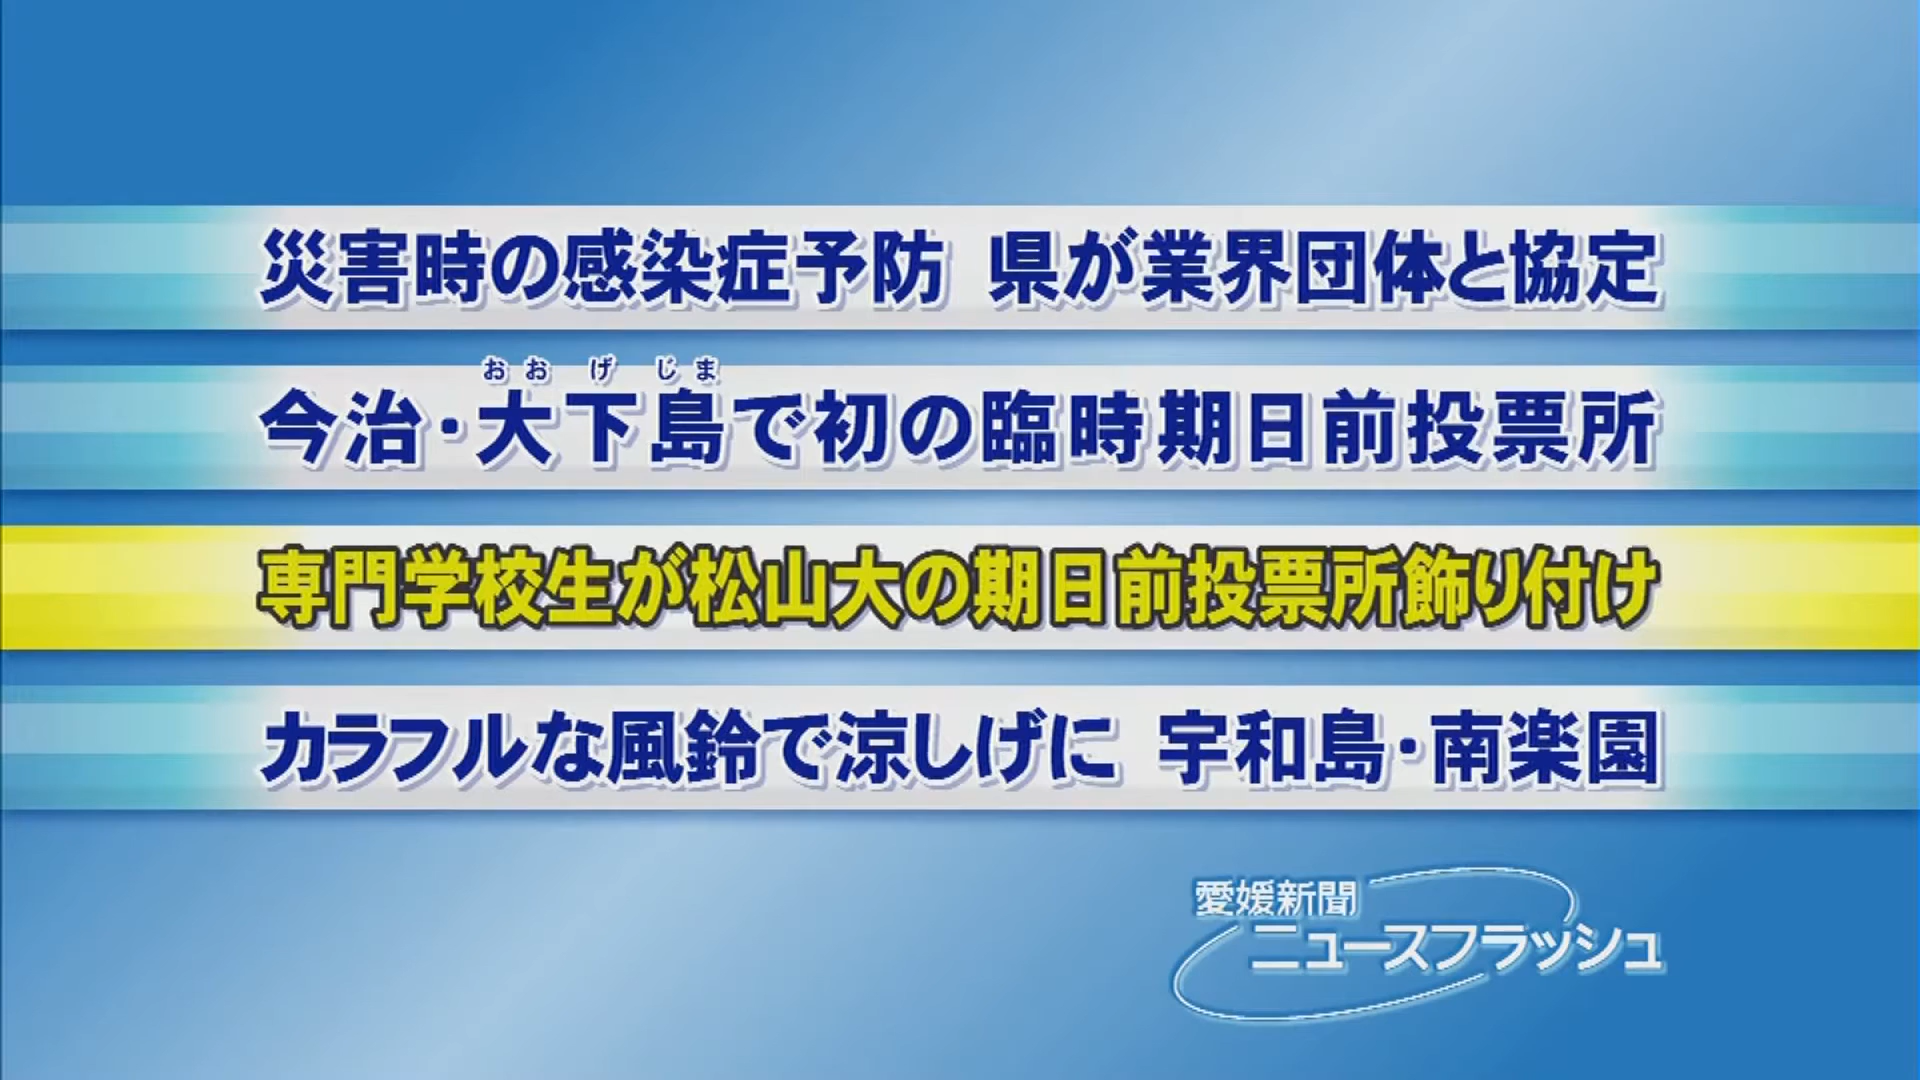 災害時の感染症予防 県が業界団体と協定
おおげじま
今治・大下島で初の臨時期日前投票所
専門学校生が松山大の期日前投票所飾り付け
カラフルな風鈴で涼しげに 宇和島・南楽園
愛媛新聞
ニュースフラッシュ